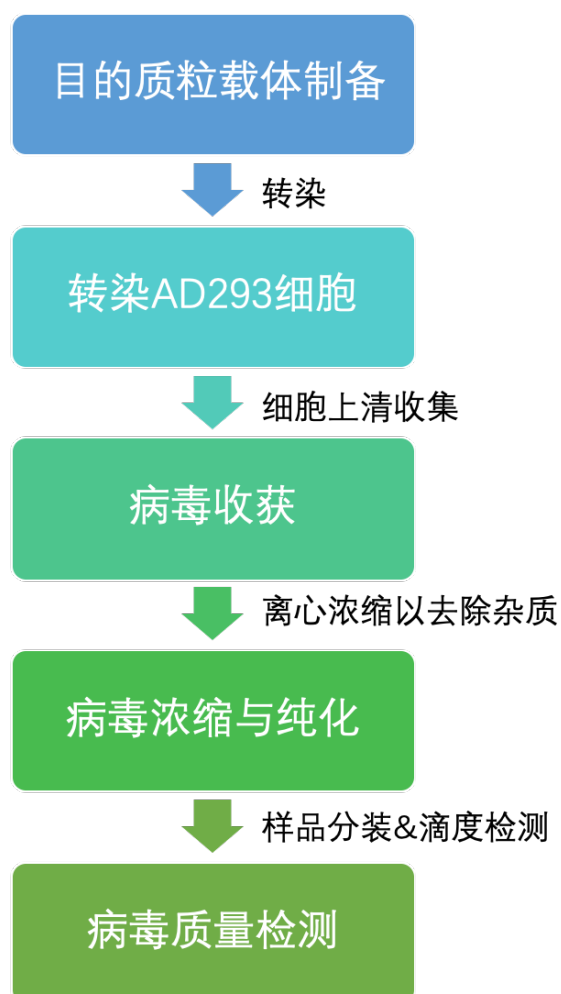 目的质粒载体制备
转染
转染AD293细胞
细胞上清收集
病毒收获
离心浓缩以去除杂质
病毒浓缩与纯化
样品分装&滴度检测
病毒质量检测